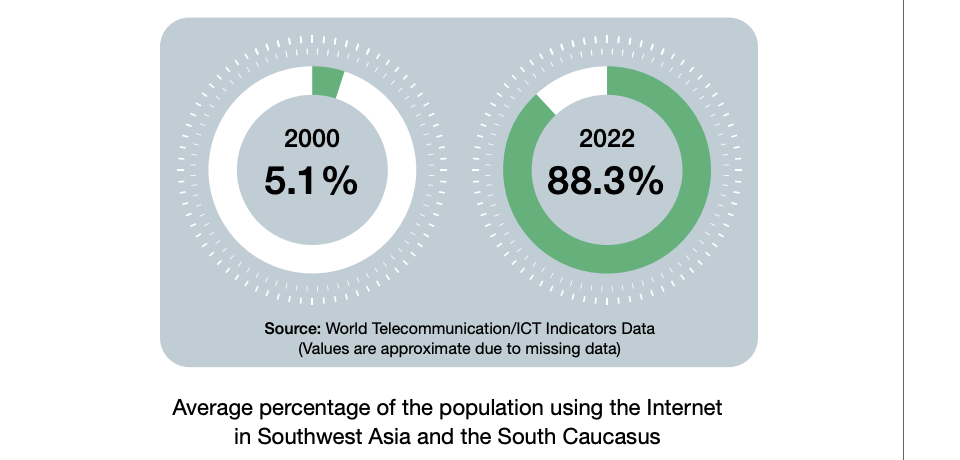 2000
5.1%
2022
88.3%
Source: World Telecommunication/ICT Indicators Data
(Values are approximate due to missing data)
Average percentage of the population using the Internet
in Southwest Asia and the South Caucasus